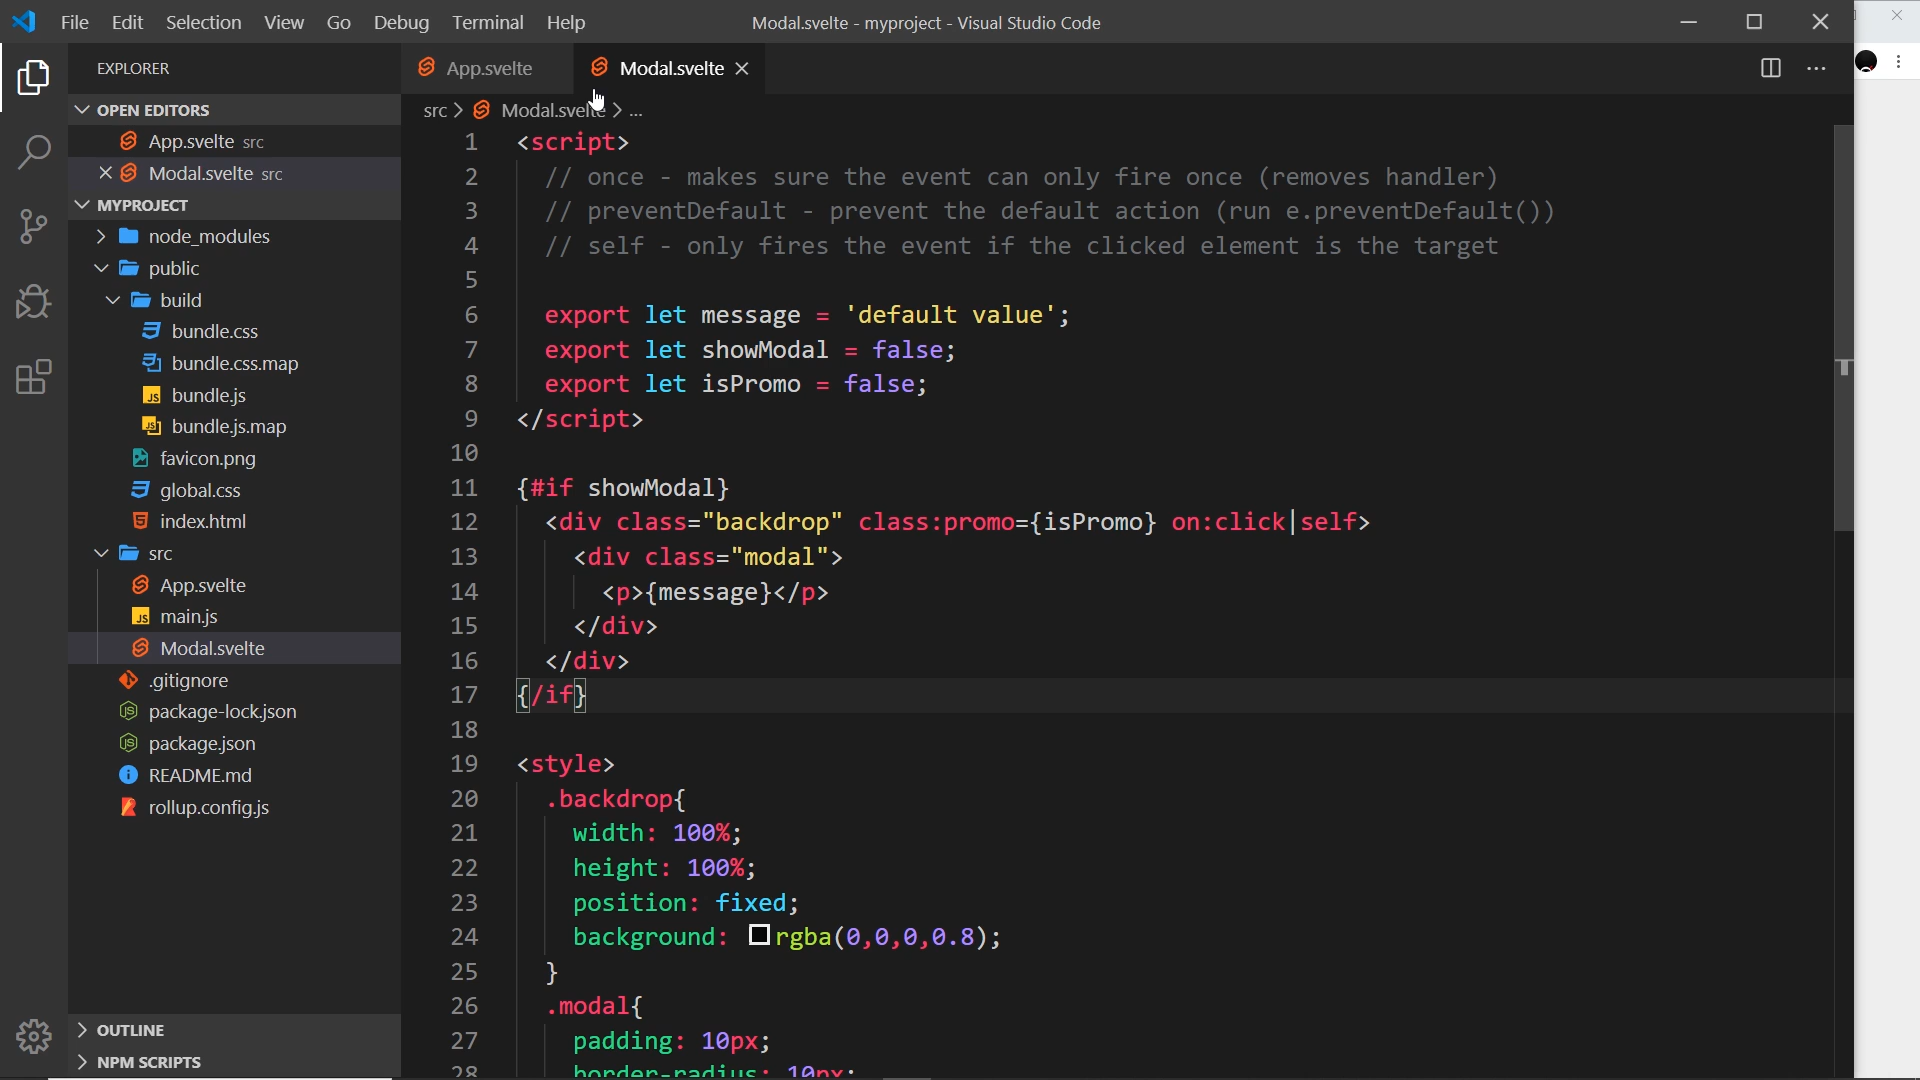 File Edit Selection View Go Debug Terminal Help
Modal.svelte - myproject - Visual Studio Code
EXPLORER
OPEN EDITORS
App.svelte src
Modal.svelte src
MYPROJECT
node_modules
public
build
bundle.css
bundle.css.map
bundle.js
bundle.js.map
favicon.png
global.css
index.html
src
App.svelte
main.js
Modal.svelte
.gitignore
package-lock.json
package.json
README.md
rollup.config.js
OUTLINE
NPM SCRIPTS
App.svelte
Modal.svelte
src > Modal.svelte > ...
1 <script>
2 // once - makes sure the event can only fire once (removes handler)
3 // preventDefault - prevent the default action (run e.preventDefault())
4 // self - only fires the event if the clicked element is the target
5
6 export let message = 'default value';
7 export let showModal = false;
8 export let isPromo = false;
9 </script>
10
11 {#if showModal}
12 <div class="backdrop" class:promo={isPromo} on:click|self>
13 <div class="modal">
14 <p>{message}</p>
15 </div>
16 </div>
17 {/if}
18
19 <style>
20 .backdrop{
21 width: 100%;
22 height: 100%;
23 position: fixed;
24 background: rgba(0,0,0,0.8);
25 }
26 .modal{
27 padding: 10px;
28 border-radius: 10px;